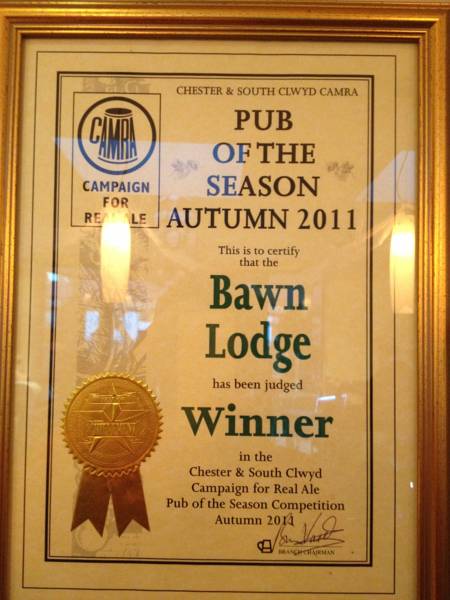 CHESTER & SOUTH CLWYD CAMRA
CAMRA
CAMPAIGN
FOR
REAL ALE
PUB
OF THE
SEASON
AUTUMN 2011
This is to certify
that the
Bawn
Lodge
has been judged
Winner
in the
Chester & South Clwyd
Campaign for Real Ale
Pub of the Season Competition
Autumn 2011
BRANCH CHAIRMAN